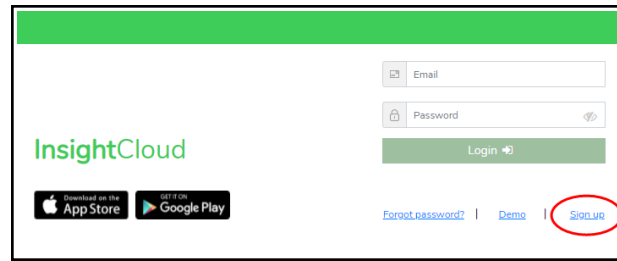 Email
Password
InsightCloud
Login
Download on the
App Store
GET IT ON
Google Play
Forgot password? | Demo | Sign up